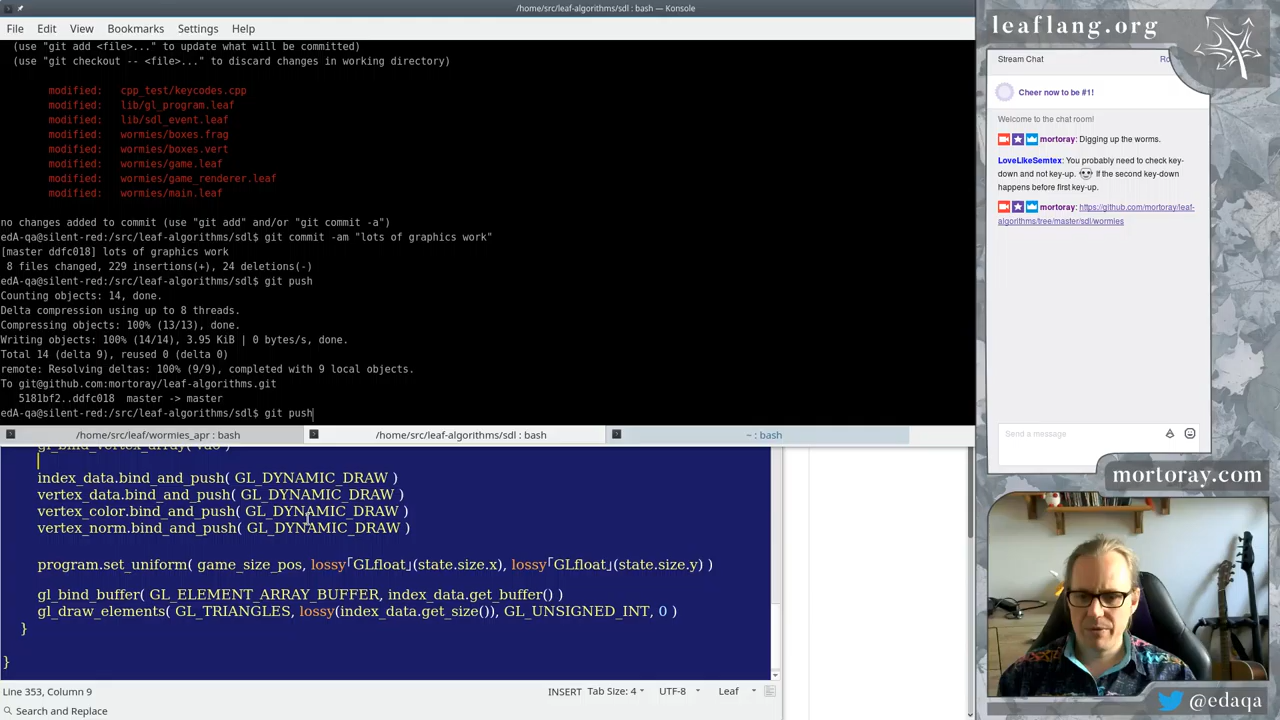 /home/src/leaf-algorithms/sdl : bash — Konsole
File Edit View Bookmarks Settings Help
(use "git add <file>..." to update what will be committed)
(use "git checkout -- <file>..." to discard changes in working directory)
modified: cpp_test/keycodes.cpp
modified: lib/gl_program.leaf
modified: lib/sdl_event.leaf
modified: wormies/boxes.frag
modified: wormies/boxes.vert
modified: wormies/game.leaf
modified: wormies/game_renderer.leaf
modified: wormies/main.leaf
no changes added to commit (use "git add" and/or "git commit -a")
edA-qa@silent-red:/src/leaf-algorithms/sdl$ git commit -am "lots of graphics work"
[master ddfc018] lots of graphics work
8 files changed, 229 insertions(+), 24 deletions(-)
edA-qa@silent-red:/src/leaf-algorithms/sdl$ git push
Counting objects: 14, done.
Delta compression using up to 8 threads.
Compressing objects: 100% (13/13), done.
Writing objects: 100% (14/14), 3.95 KiB | 0 bytes/s, done.
Total 14 (delta 9), reused 0 (delta 0)
remote: Resolving deltas: 100% (9/9), completed with 9 local objects.
To git@github.com:mortoray/leaf-algorithms.git
5181bf2..ddfc018 master -> master
edA-qa@silent-red:/src/leaf-algorithms/sdl$ git push
/home/src/leaf/wormies_apr : bash
/home/src/leaf-algorithms/sdl : bash
~ : bash
gl_bind_vertex_array( vao )
index_data.bind_and_push( GL_DYNAMIC_DRAW )
vertex_data.bind_and_push( GL_DYNAMIC_DRAW )
vertex_color.bind_and_push( GL_DYNAMIC_DRAW )
vertex_norm.bind_and_push( GL_DYNAMIC_DRAW )
program.set_uniform( game_size_pos, lossy｢GLfloat｣(state.size.x), lossy｢GLfloat｣(state.size.y) )
gl_bind_buffer( GL_ELEMENT_ARRAY_BUFFER, index_data.get_buffer() )
gl_draw_elements( GL_TRIANGLES, lossy(index_data.get_size()), GL_UNSIGNED_INT, 0 )
}
}
Line 353, Column 9
INSERT Tab Size: 4 UTF-8 Leaf
Search and Replace
leaflang.org
Stream Chat
Ro
Cheer now to be #1!
Welcome to the chat room!
mortoray: Digging up the worms.
LoveLikeSemtex: You probably need to check key-
down and not key-up. If the second key-down
happens before first key-up.
mortoray: https://github.com/mortoray/leaf-
algorithms/tree/master/sdl/wormies
Send a message
mortoray.com
@edaqa